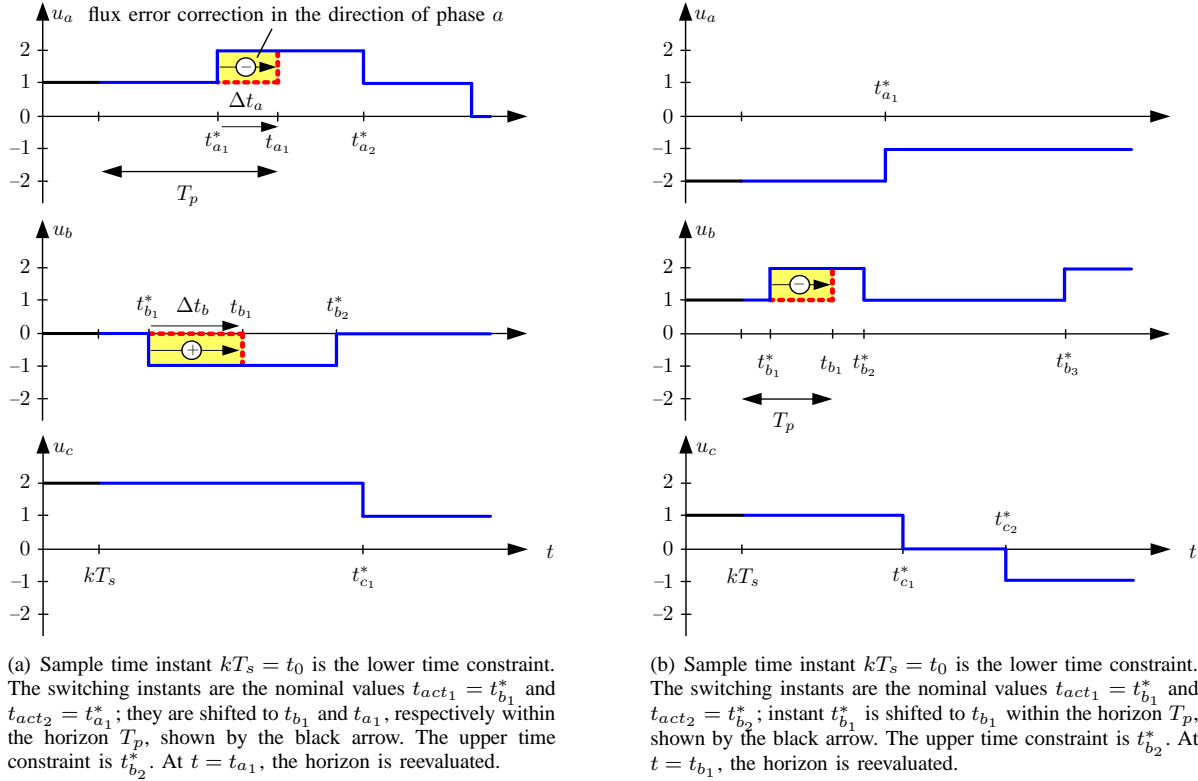 u_a flux error correction in the direction of phase a
2
1
0
–1
–2
−
Δt_a
t*_{a_1} t_{a_1} t*_{a_2}
T_p
u_b
2
1
0
–1
–2
t*_{b_1} Δt_b t_{b_1} t*_{b_2}
+
u_c
2
1
0
–1
–2
t
kT_s t*_{c_1}
(a) Sample time instant kT_s = t_0 is the lower time constraint.
The switching instants are the nominal values t_{act_1} = t*_{b_1} and
t_{act_2} = t*_{a_1}; they are shifted to t_{b_1} and t_{a_1}, respectively within
the horizon T_p, shown by the black arrow. The upper time
constraint is t*_{b_2}. At t = t_{a_1}, the horizon is reevaluated.
u_a
2
1
0
–1
–2
t*_{a_1}
u_b
2
1
0
–1
–2
−
t*_{b_1} t_{b_1} t*_{b_2} t*_{b_3}
T_p
u_c
2
1
0
–1
–2
t*_{c_2}
t
kT_s t*_{c_1}
(b) Sample time instant kT_s = t_0 is the lower time constraint.
The switching instants are the nominal values t_{act_1} = t*_{b_1} and
t_{act_2} = t*_{b_2}; instant t*_{b_1} is shifted to t_{b_1} within the horizon T_p,
shown by the black arrow. The upper time constraint is t*_{b_2}. At
t = t_{b_1}, the horizon is reevaluated.